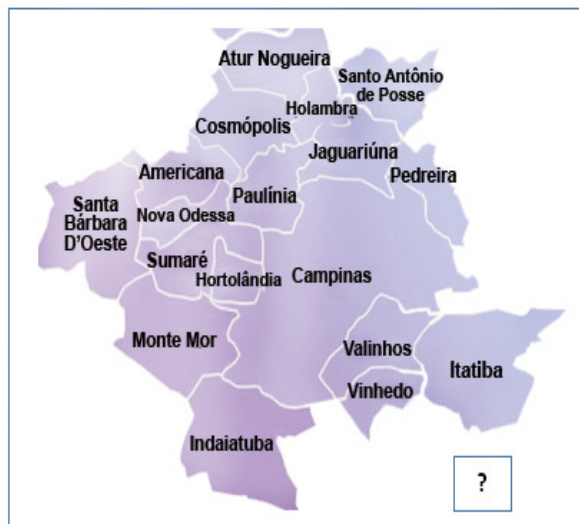 Atur Nogueira
Santo Antônio
de Posse
Holambra
Cosmópolis
Jaguariúna
Americana
Pedreira
Paulínia
Santa
Bárbara
D'Oeste
Nova Odessa
Sumaré
Hortolândia
Campinas
Monte Mor
Valinhos
Itatiba
Vinhedo
Indaiatuba
?